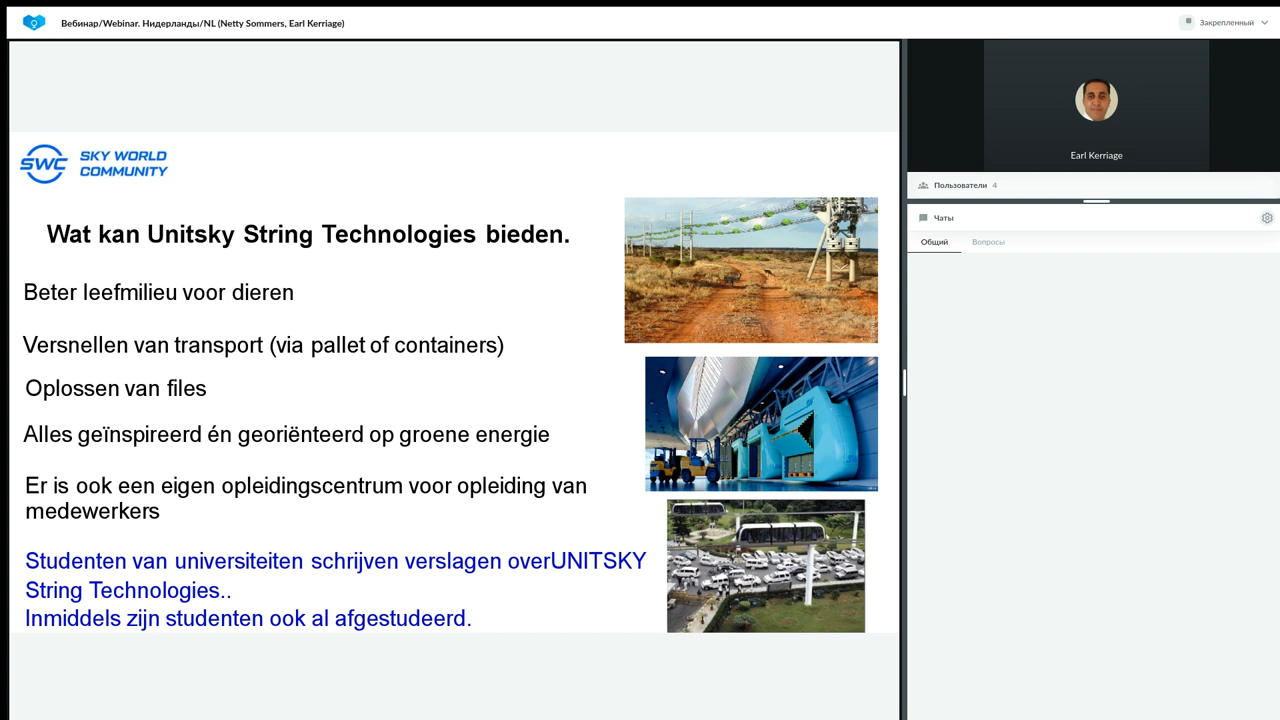 Вебинар/Webinar. Нидерланды/NL (Netty Sommers, Earl Kerriage)
Закрепленный
SWC
SKY WORLD
COMMUNITY
Wat kan Unitsky String Technologies bieden.
Beter leefmilieu voor dieren
Versnellen van transport (via pallet of containers)
Oplossen van files
Alles geïnspireerd én georiënteerd op groene energie
Er is ook een eigen opleidingscentrum voor opleiding van
medewerkers
Studenten van universiteiten schrijven verslagen overUNITSKY
String Technologies..
Inmiddels zijn studenten ook al afgestudeerd.
Earl Kerriage
Пользователи 4
Чаты
Общий Вопросы